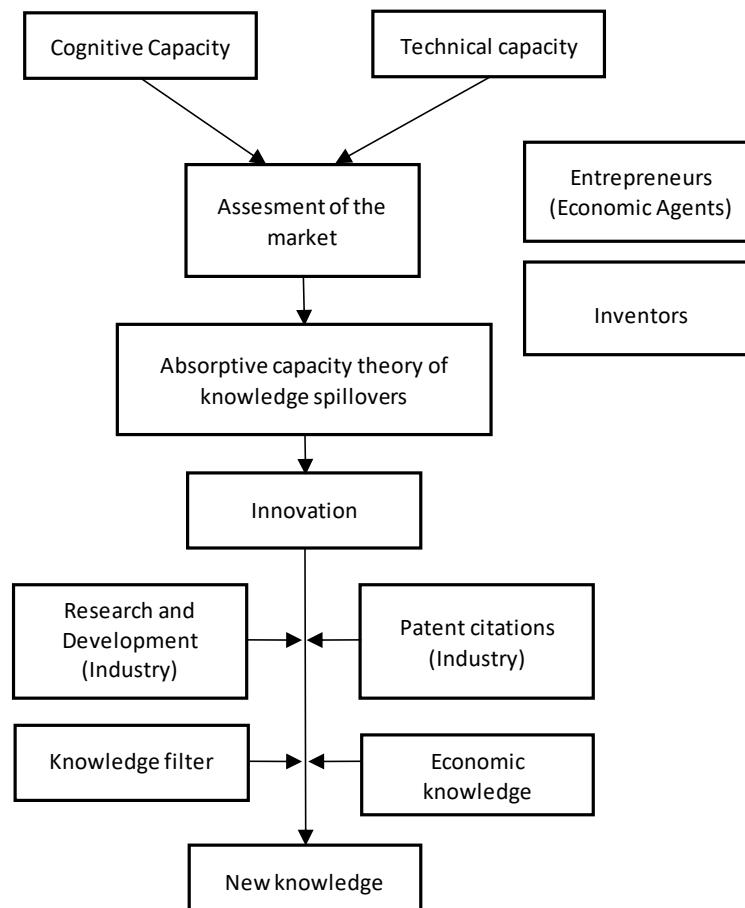 Cognitive Capacity
Technical capacity
Assesment of the
market
Entrepreneurs
(Economic Agents)
Inventors
Absorptive capacity theory of
knowledge spillovers
Innovation
Research and
Development
(Industry)
Patent citations
(Industry)
Knowledge filter
Economic
knowledge
New knowledge